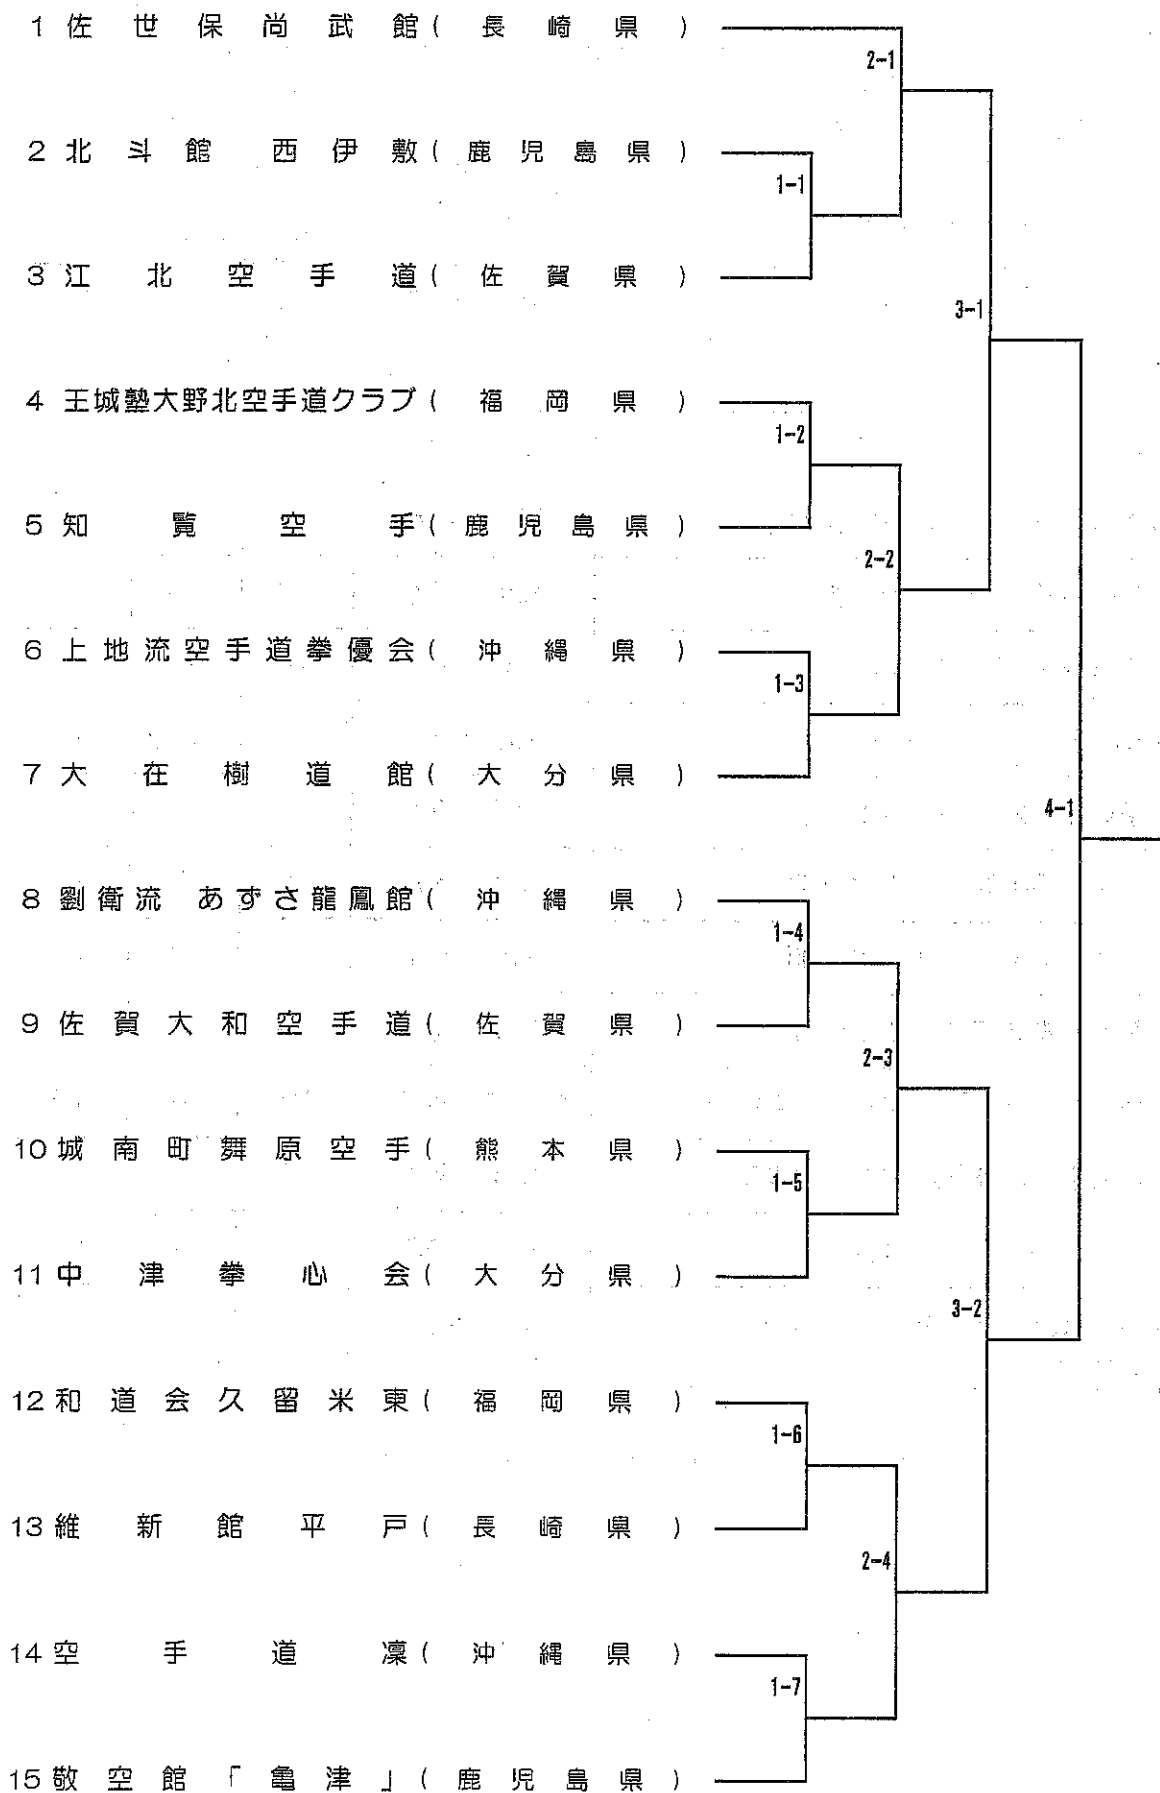 1 佐世保尚武館(長崎県)
2-1
2 北斗館 西伊敷(鹿児島県)
1-1
3 江北空手道(佐賀県)
3-1
4 王城塾大野北空手道クラブ(福岡県)
1-2
5 知覧空手(鹿児島県)
2-2
6 上地流空手道拳優会(沖縄県)
1-3
7 大在樹道館(大分県)
4-1
8 劉衛流 あずさ龍鳳館(沖縄県)
1-4
9 佐賀大和空手道(佐賀県)
2-3
10 城南町舞原空手(熊本県)
1-5
11 中津拳心会(大分県)
3-2
12 和道会久留米東(福岡県)
1-6
13 維新館平戸(長崎県)
2-4
14 空手道凜(沖縄県)
1-7
15 敬空館「亀津」(鹿児島県)